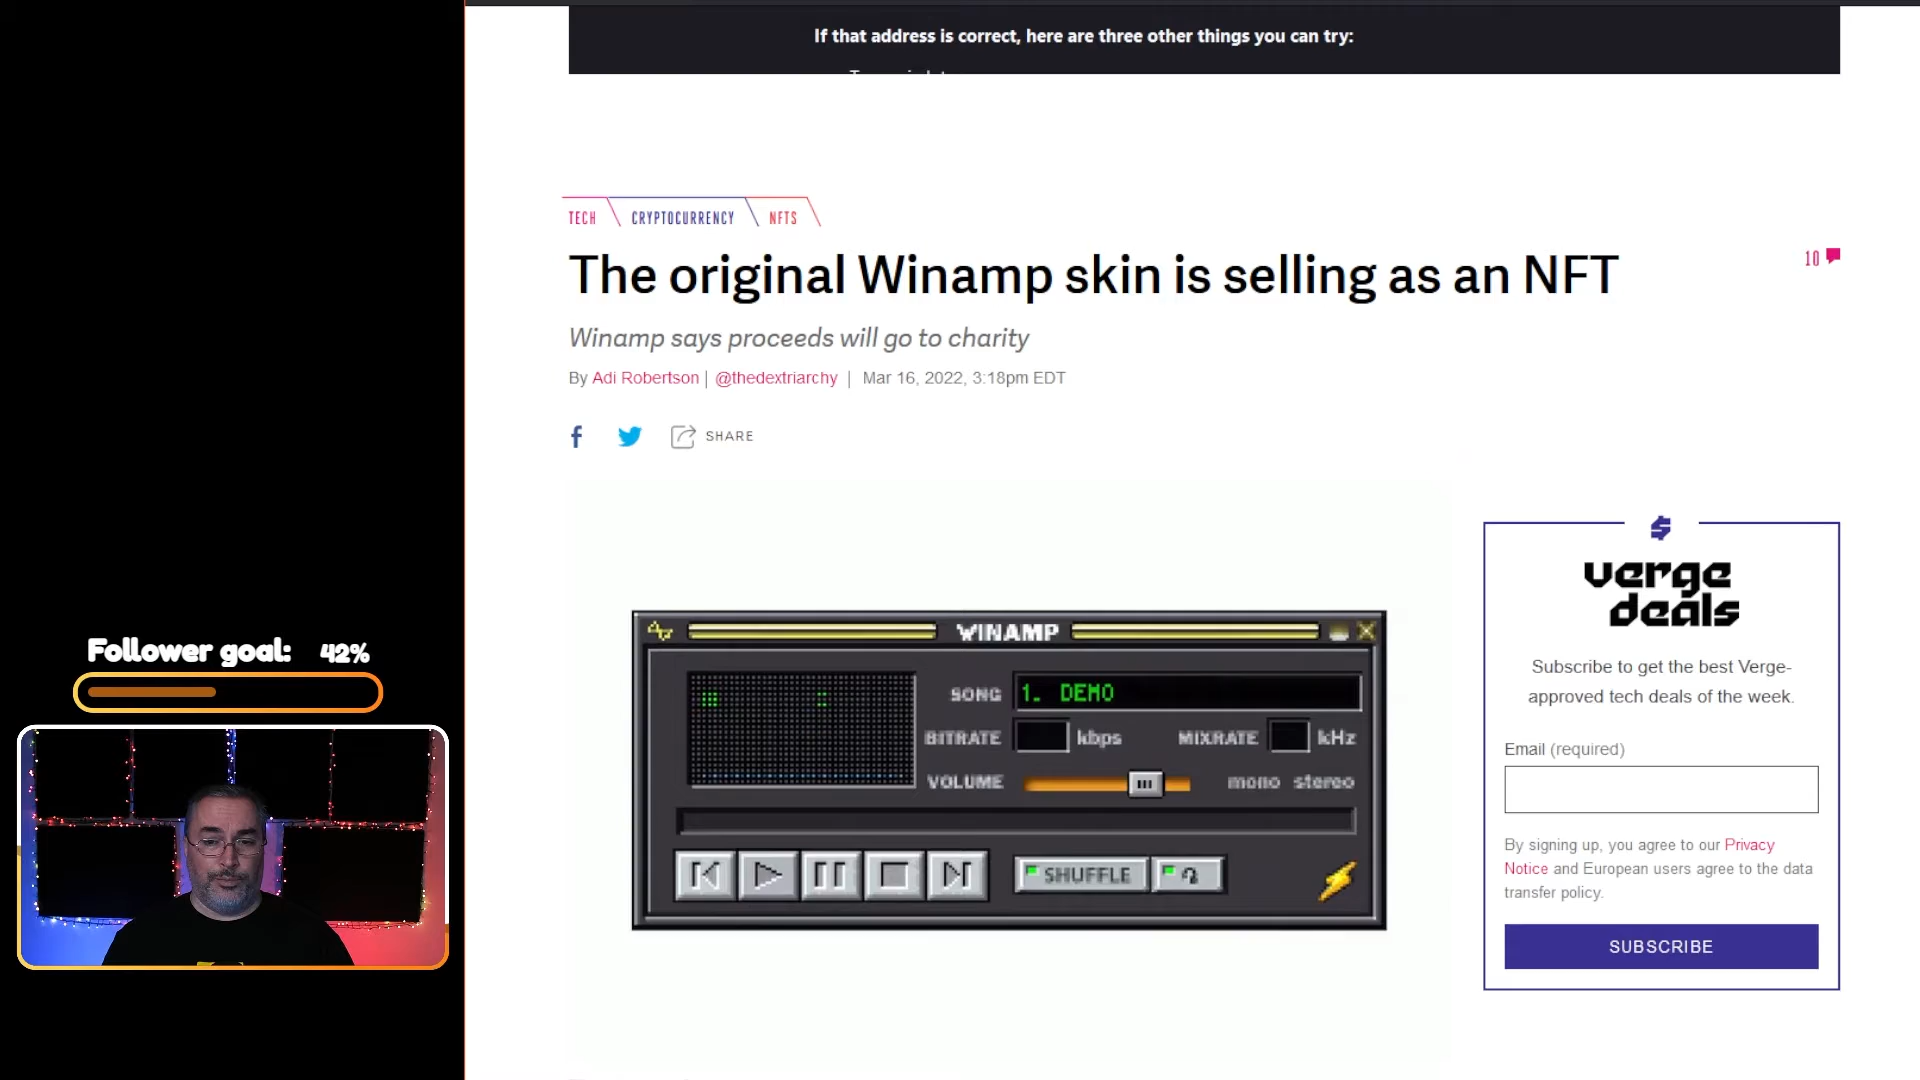 If that address is correct, here are three other things you can try:
TECH
CRYPTOCURRENCY
NFTS
The original Winamp skin is selling as an NFT
10
Winamp says proceeds will go to charity
By Adi Robertson | @thedextriarchy | Mar 16, 2022, 3:18pm EDT
SHARE
Follower goal: 42%
WINAMP
SONG 1. DEMO
BITRATE kbps MIXRATE kHz
VOLUME mono stereo
SHUFFLE
verge
deals
Subscribe to get the best Verge-
approved tech deals of the week.
Email (required)
By signing up, you agree to our Privacy
Notice and European users agree to the data
transfer policy.
SUBSCRIBE